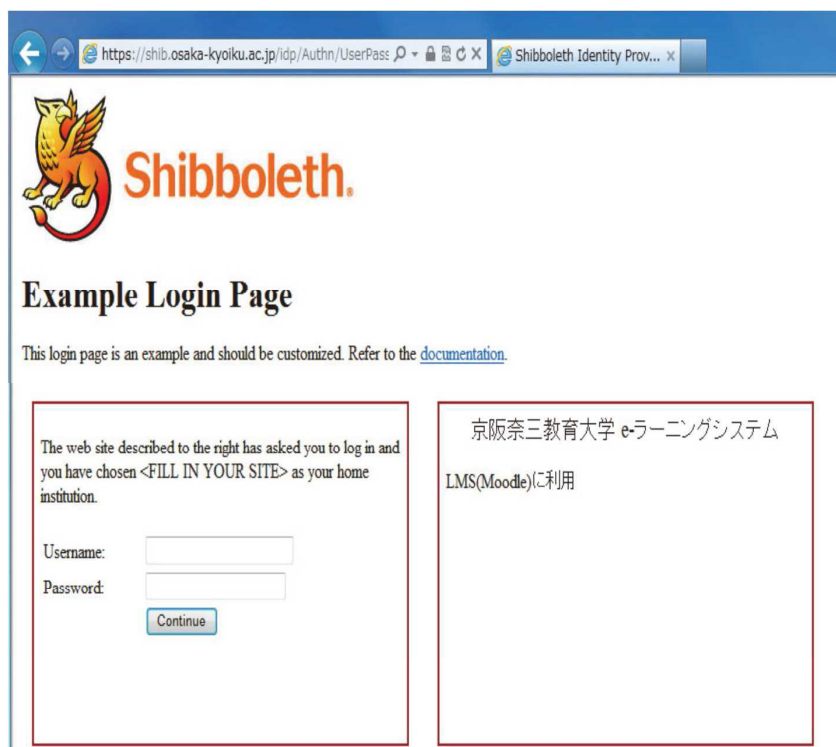 https://shib.osaka-kyoiku.ac.jp/idp/Authn/UserPass
Shibboleth Identity Prov...
Shibboleth.
Example Login Page
This login page is an example and should be customized. Refer to the documentation.
The web site described to the right has asked you to log in and
you have chosen <FILL IN YOUR SITE> as your home
institution.
Username:
Password:
Continue
京阪奈三教育大学 e-ラーニングシステム
LMS(Moodle)に利用